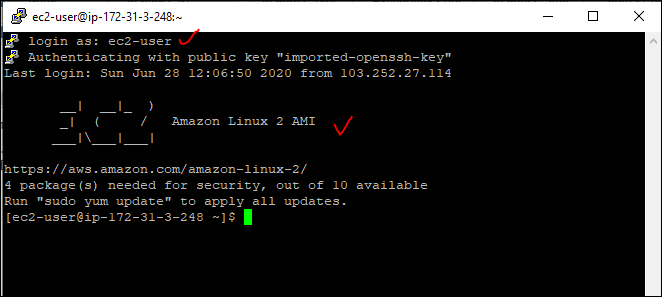 ec2-user@ip-172-31-3-248:~
login as: ec2-user
Authenticating with public key "imported-openssh-key"
Last login: Sun Jun 28 12:06:50 2020 from 103.252.27.114
__|  __|_  )
_|  (     /   Amazon Linux 2 AMI
___|\___|___|
https://aws.amazon.com/amazon-linux-2/
4 package(s) needed for security, out of 10 available
Run "sudo yum update" to apply all updates.
[ec2-user@ip-172-31-3-248 ~]$